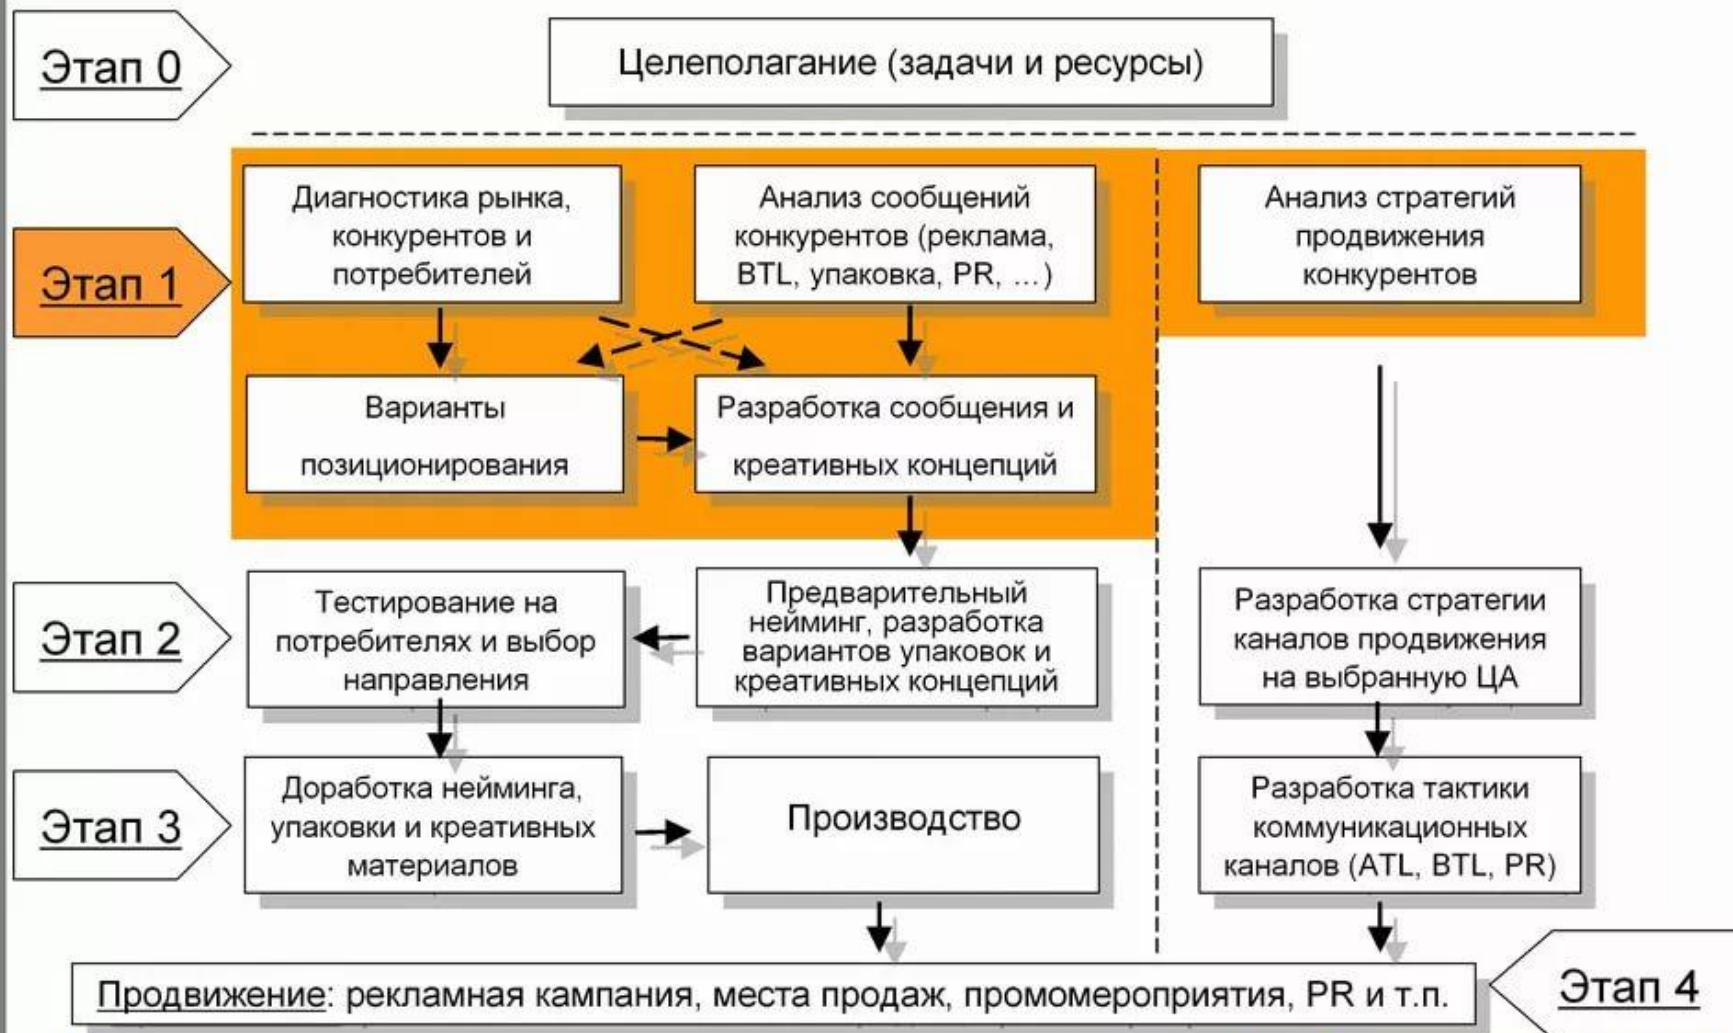 Этап 0
Целеполагание (задачи и ресурсы)
Этап 1
Диагностика рынка,
конкурентов и
потребителей
Анализ сообщений
конкурентов (реклама,
BTL, упаковка, PR, ...)
Анализ стратегий
продвижения
конкурентов
Варианты
позиционирования
Разработка сообщения и
креативных концепций
Этап 2
Тестирование на
потребителях и выбор
направления
Предварительный
нейминг, разработка
вариантов упаковок и
креативных концепций
Разработка стратегии
каналов продвижения
на выбранную ЦА
Этап 3
Доработка нейминга,
упаковки и креативных
материалов
Производство
Разработка тактики
коммуникационных
каналов (ATL, BTL, PR)
Продвижение: рекламная кампания, места продаж, промомероприятия, PR и т.п.
Этап 4